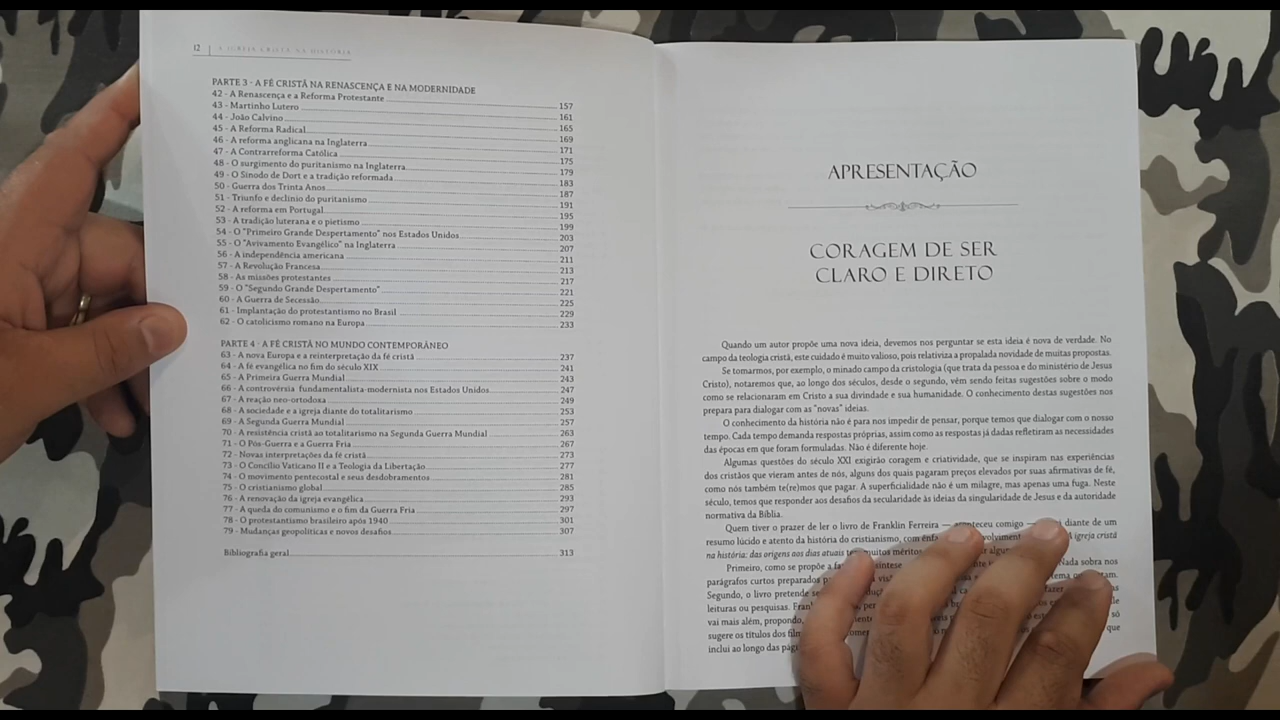 12 | A IGREJA CRISTÃ NA HISTÓRIA
PARTE 3 - A FÉ CRISTÃ NA RENASCENÇA E NA MODERNIDADE
42 - A Renascença e a Reforma Protestante 157
43 - Martinho Lutero 161
44 - João Calvino 165
45 - A Reforma Radical 169
46 - A reforma anglicana na Inglaterra 171
47 - A Contrarreforma Católica 175
48 - O surgimento do puritanismo na Inglaterra 179
49 - O Sínodo de Dort e a tradição reformada 183
50 - Guerra dos Trinta Anos 187
51 - Triunfo e declínio do puritanismo 191
52 - A reforma em Portugal 195
53 - A tradição luterana e o pietismo 199
54 - O "Primeiro Grande Despertamento" nos Estados Unidos 203
55 - O "Avivamento Evangélico" na Inglaterra 207
56 - A independência americana 211
57 - A Revolução Francesa 213
58 - As missões protestantes 217
59 - O "Segundo Grande Despertamento" 221
60 - A Guerra de Secessão 225
61 - Implantação do protestantismo no Brasil 229
62 - O catolicismo romano na Europa 233
PARTE 4 - A FÉ CRISTÃ NO MUNDO CONTEMPORÂNEO
63 - A nova Europa e a reinterpretação da fé cristã 237
64 - A fé evangélica no fim do século XIX 241
65 - A Primeira Guerra Mundial 243
66 - A controvérsia fundamentalista-modernista nos Estados Unidos 247
67 - A reação neo-ortodoxa 249
68 - A sociedade e a igreja diante do totalitarismo 253
69 - A Segunda Guerra Mundial 257
70 - A resistência cristã ao totalitarismo na Segunda Guerra Mundial 263
71 - O Pós-Guerra e a Guerra Fria 267
72 - Novas interpretações da fé cristã 273
73 - O Concílio Vaticano II e a Teologia da Libertação 277
74 - O movimento pentecostal e seus desdobramentos 281
75 - O cristianismo global 285
76 - A renovação da igreja evangélica 293
77 - A queda do comunismo e o fim da Guerra Fria 297
78 - O protestantismo brasileiro após 1940 301
79 - Mudanças geopolíticas e novos desafios 307
Bibliografia geral 313
APRESENTAÇÃO
CORAGEM DE SER
CLARO E DIRETO
Quando um autor propõe uma nova ideia, devemos nos perguntar se esta ideia é nova de verdade. No
campo da teologia cristã, este cuidado é muito valioso, pois relativiza a propalada novidade de muitas propostas.
Se tomarmos, por exemplo, o minado campo da cristologia (que trata da pessoa e do ministério de Jesus
Cristo), notaremos que, ao longo dos séculos, desde o segundo, vêm sendo feitas sugestões sobre o modo
como se relacionaram em Cristo a sua divindade e sua humanidade. O conhecimento destas sugestões nos
prepara para dialogar com as "novas" ideias.
O conhecimento da história não é para nos impedir de pensar, porque temos que dialogar com o nosso
tempo. Cada tempo demanda respostas próprias, assim como as respostas já dadas refletiram as necessidades
das épocas em que foram formuladas. Não é diferente hoje.
Algumas questões do século XXI exigirão coragem e criatividade, que se inspiram nas experiências
dos cristãos que vieram antes de nós, alguns dos quais pagaram preços elevados por suas afirmativas de fé,
como nós também te(re)mos que pagar. A superficialidade não é um milagre, mas apenas uma fuga. Neste
século, temos que responder aos desafios da secularidade às ideias da singularidade de Jesus e da autoridade
normativa da Bíblia.
Quem tiver o prazer de ler o livro de Franklin Ferreira — aconteceu comigo — diante de um
resumo lúcido e atento da história do cristianismo, com A igreja cristã
na história: das origens aos dias atuais muitos méritos
Primeiro, como se propõe a Nada sobra nos
parágrafos curtos preparados
Segundo, o livro pretende
leituras ou pesquisas.
vai mais além, propondo,
sugere os títulos dos só
inclui ao longo das que